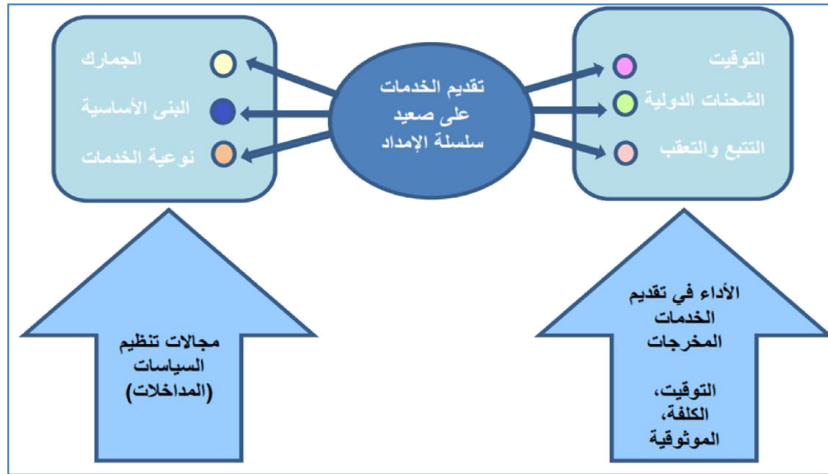 التوقيت
الشحنات الدولية
التتبع والتعقب
تقديم الخدمات
على صعيد
سلسلة الإمداد
الجمارك
البنى الأساسية
نوعية الخدمات
الأداء في تقديم
الخدمات
المخرجات
التوقيت،
الكلفة،
الموثوقية
مجالات تنظيم
السياسات
(المداخلات)